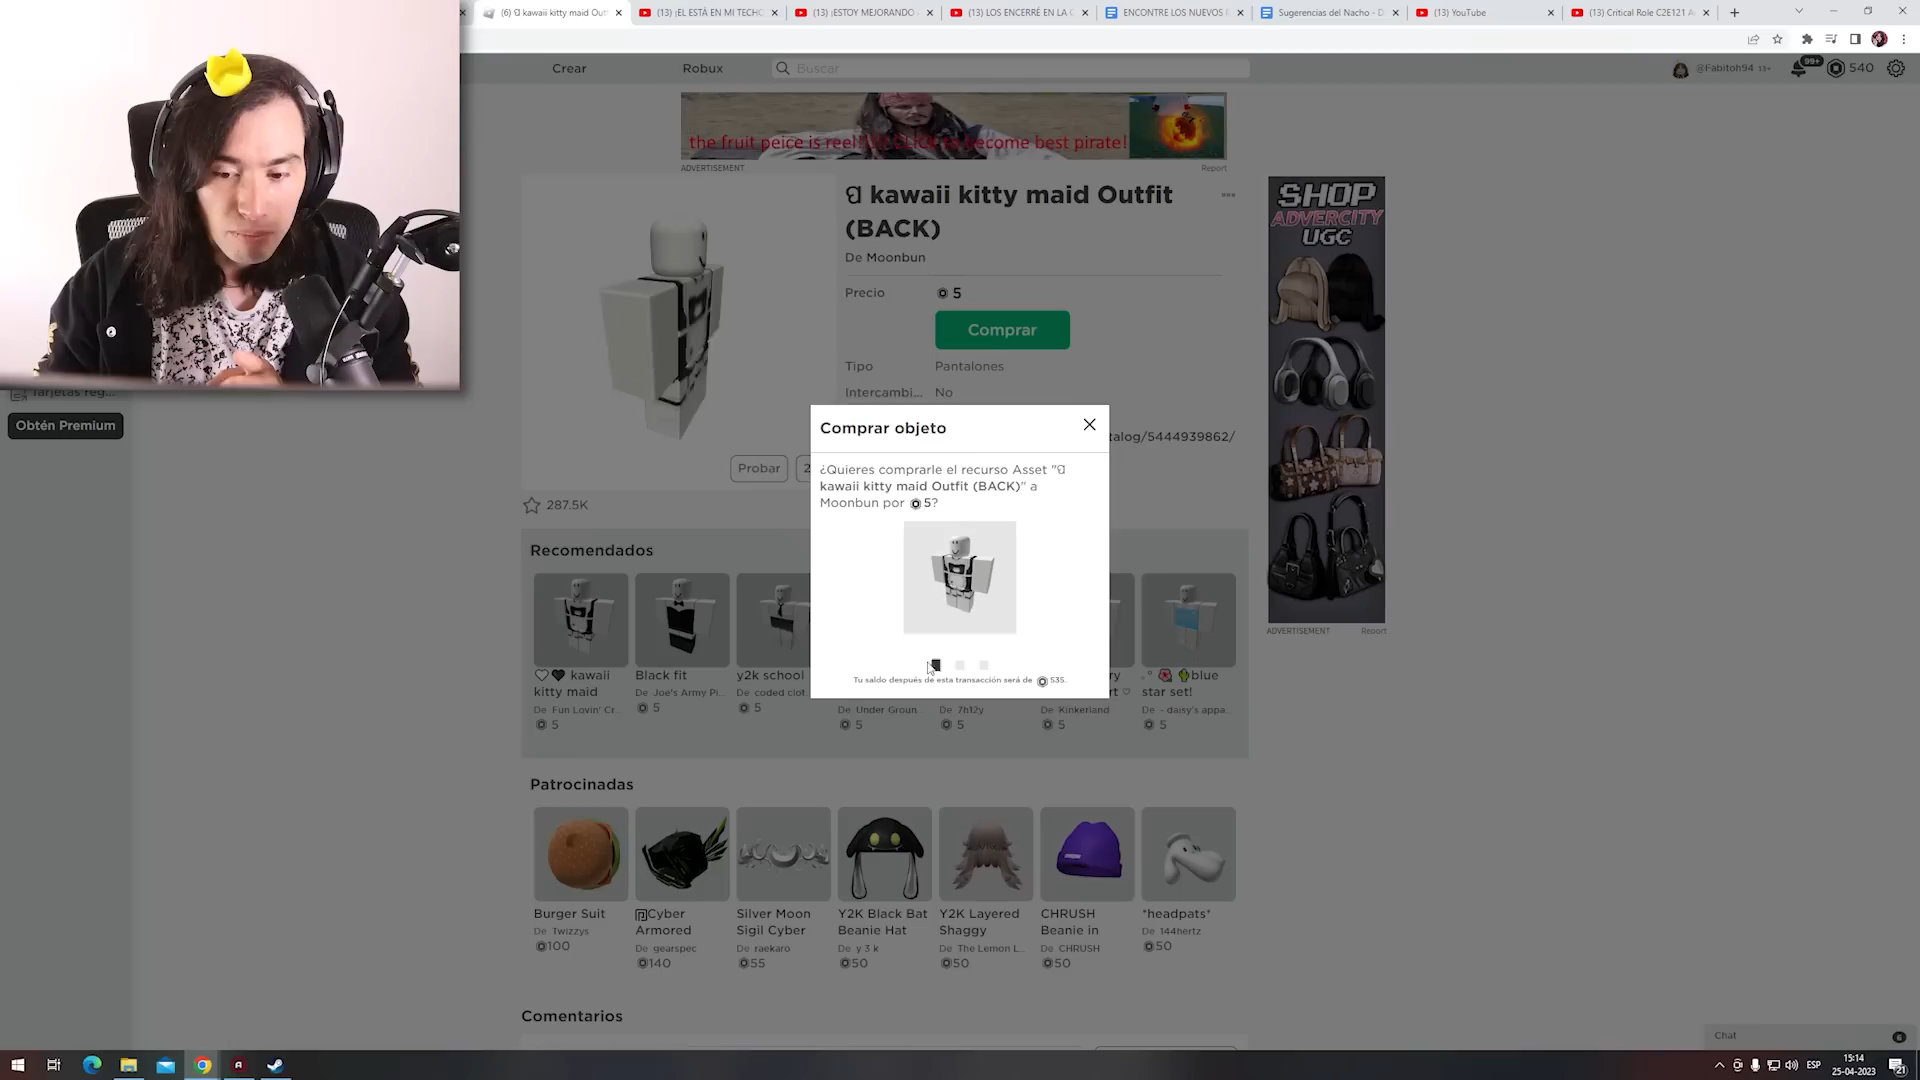 (6) ପ kawaii kitty maid Out
(13) ¡EL ESTÁ EN MI TECHO
(13) ¡ESTOY MEJORANDO
(13) LOS ENCERRÉ EN LA
ENCONTRE LOS NUEVOS
Sugerencias del Nacho - D
(13) YouTube
(13) Critical Role C2E121
Crear
Robux
Buscar
@Fabitoh94 13+
99+
540
the fruit peice is reel!
become best pirate!
ADVERTISEMENT
Report
ପ kawaii kitty maid Outfit
(BACK)
De Moonbun
Precio
5
Comprar
Tipo
Pantalones
Intercambi...
No
talog/5444939862/
Tarjetas reg...
Obtén Premium
Probar
2
287.5K
SHOP
ADVERCITY
UGC
ADVERTISEMENT
Report
Comprar objeto
¿Quieres comprarle el recurso Asset "ପ
kawaii kitty maid Outfit (BACK)" a
Moonbun por 5?
Tu saldo después de esta transacción será de 535.
Recomendados
♡🖤 kawaii
kitty maid
De Fun Lovin' Cr...
5
Black fit
De Joe's Army Pi...
5
y2k school
De coded clot...
5
De Under Groun...
5
De 7h12y
5
De Kinkerland
5
blue
star set!
De - daisy's appa...
5
Patrocinadas
Burger Suit
De Twizzys
100
Cyber
Armored
De gearspec
140
Silver Moon
Sigil Cyber
De raekaro
55
Y2K Black Bat
Beanie Hat
De y 3 k
50
Y2K Layered
Shaggy
De The Lemon L...
50
CHRUSH
Beanie in
De CHRUSH
50
*headpats*
De 144hertz
50
Comentarios
Chat
ESP
15:14
25-04-2023
21